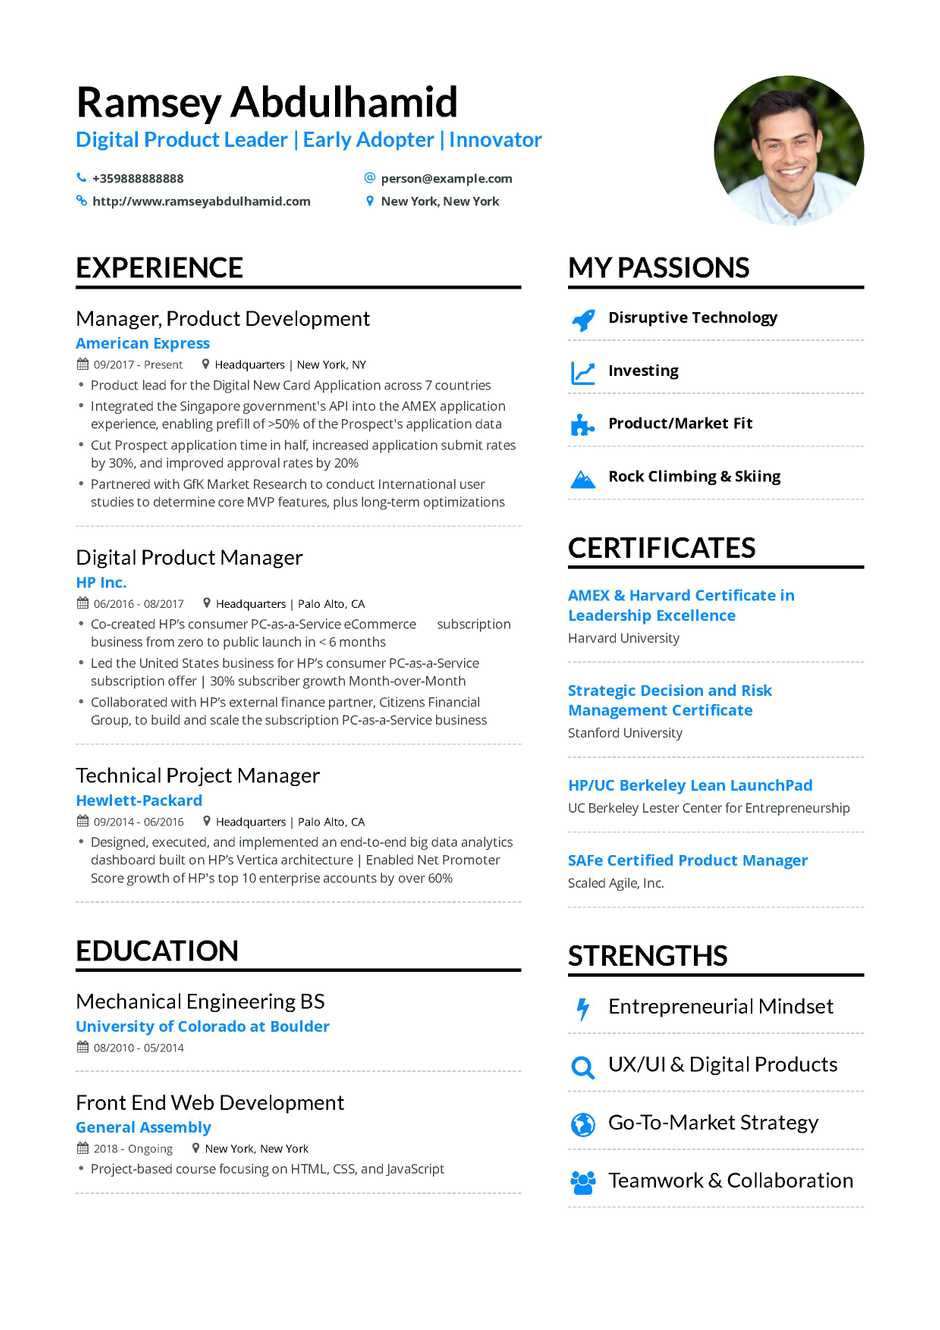 Ramsey Abdulhamid
Digital Product Leader | Early Adopter | Innovator
+359888888888
person@example.com
http://www.ramseyabdulhamid.com
New York, New York
EXPERIENCE
Manager, Product Development
American Express
09/2017 - Present Headquarters | New York, NY
• Product lead for the Digital New Card Application across 7 countries
• Integrated the Singapore government's API into the AMEX application
experience, enabling prefill of >50% of the Prospect's application data
• Cut Prospect application time in half, increased application submit rates
by 30%, and improved approval rates by 20%
• Partnered with GfK Market Research to conduct International user
studies to determine core MVP features, plus long-term optimizations
Digital Product Manager
HP Inc.
06/2016 - 08/2017 Headquarters | Palo Alto, CA
• Co-created HP's consumer PC-as-a-Service eCommerce subscription
business from zero to public launch in < 6 months
• Led the United States business for HP's consumer PC-as-a-Service
subscription offer | 30% subscriber growth Month-over-Month
• Collaborated with HP's external finance partner, Citizens Financial
Group, to build and scale the subscription PC-as-a-Service business
Technical Project Manager
Hewlett-Packard
09/2014 - 06/2016 Headquarters | Palo Alto, CA
• Designed, executed, and implemented an end-to-end big data analytics
dashboard built on HP's Vertica architecture | Enabled Net Promoter
Score growth of HP's top 10 enterprise accounts by over 60%
EDUCATION
Mechanical Engineering BS
University of Colorado at Boulder
08/2010 - 05/2014
Front End Web Development
General Assembly
2018 - Ongoing New York, New York
• Project-based course focusing on HTML, CSS, and JavaScript
MY PASSIONS
Disruptive Technology
Investing
Product/Market Fit
Rock Climbing & Skiing
CERTIFICATES
AMEX & Harvard Certificate in
Leadership Excellence
Harvard University
Strategic Decision and Risk
Management Certificate
Stanford University
HP/UC Berkeley Lean LaunchPad
UC Berkeley Lester Center for Entrepreneurship
SAFe Certified Product Manager
Scaled Agile, Inc.
STRENGTHS
Entrepreneurial Mindset
UX/UI & Digital Products
Go-To-Market Strategy
Teamwork & Collaboration